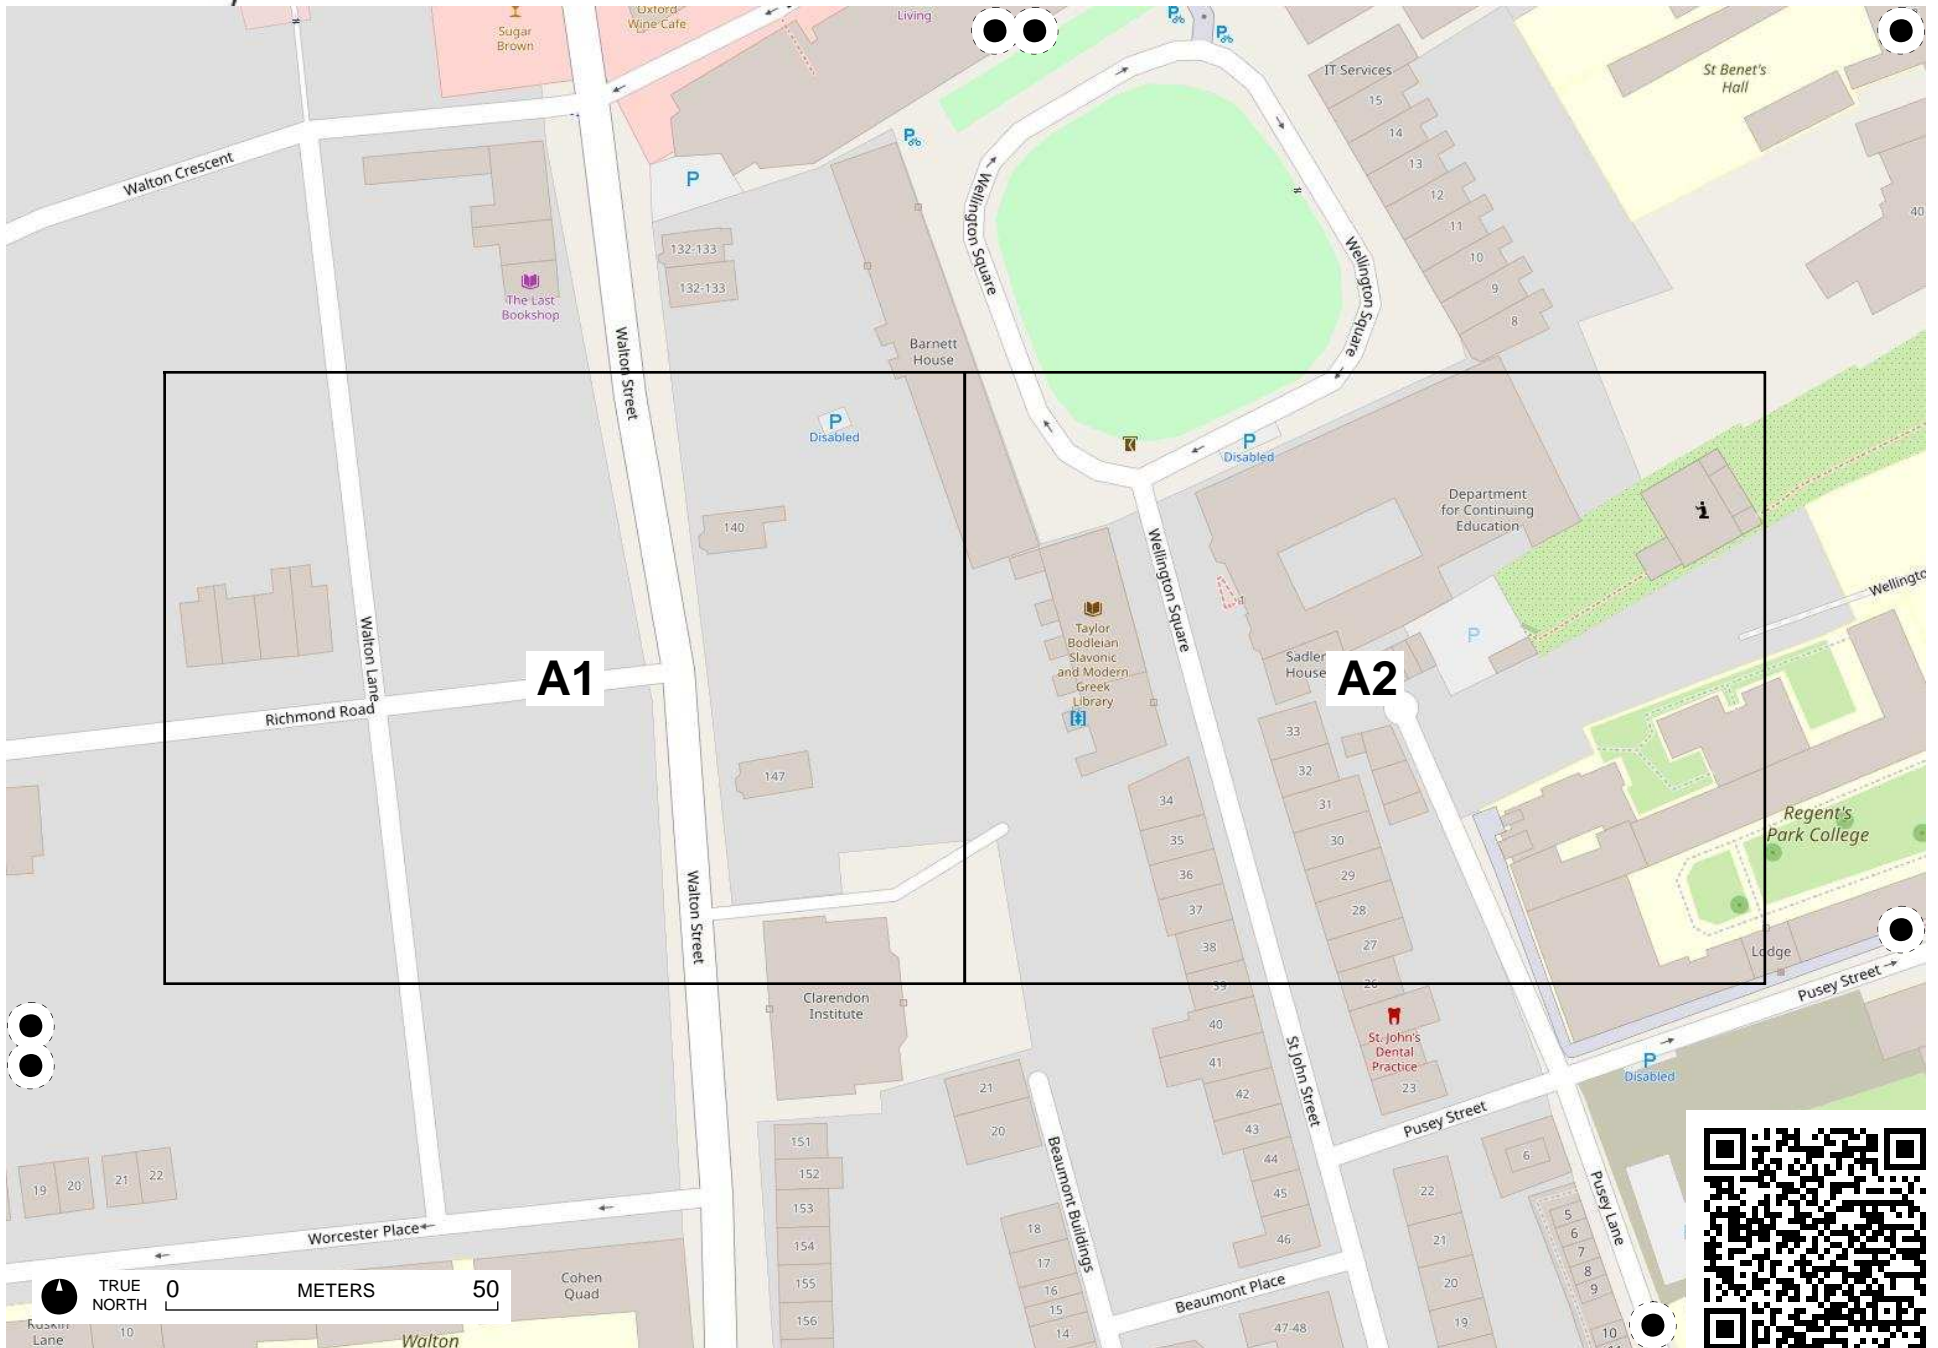 Sugar
Brown
Oxford
Wine Cafe
Living
IT Services
15
14
13
12
11
10
9
8
St Benet's
Hall
40
Walton Crescent
P
132-133
132-133
The Last
Bookshop
Walton Street
Barnett
House
Wellington Square
Wellington Square
P
Disabled
P
Disabled
140
Department
for Continuing
Education
Wellington Square
Taylor
Bodleian
Slavonic
and Modern
Greek
Library
P
Wellingto
Walton Lane
A1
Sadler
House
A2
Richmond Road
147
33
32
31
30
29
28
27
26
34
35
36
37
38
39
40
41
42
43
44
45
46
Regent's
Park College
Walton Street
Lodge
Pusey Street
Clarendon
Institute
St. John's
Dental
Practice
23
P
Disabled
St John Street
Pusey Street
21
20
Beaumont Buildings
151
152
153
154
155
156
19
20
21
22
Worcester Place
22
21
20
19
6
5
6
7
8
9
10
Pusey Lane
18
17
16
15
14
Beaumont Place
47-48
Cohen
Quad
TRUE
NORTH
0
METERS
50
Ruskin
Lane
10
Walton